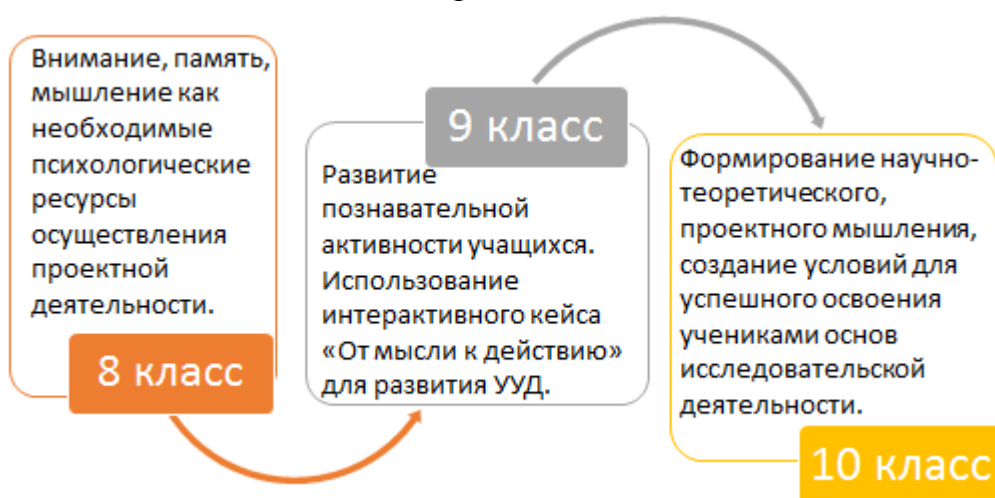 Внимание, память,
мышление как
необходимые
психологические
ресурсы
осуществления
проектной
деятельности.
8 класс
9 класс
Развитие
познавательной
активности учащихся.
Использование
интерактивного кейса
«От мысли к действию»
для развития УУД.
Формирование научно-
теоретического,
проектного мышления,
создание условий для
успешного освоения
учениками основ
исследовательской
деятельности.
10 класс